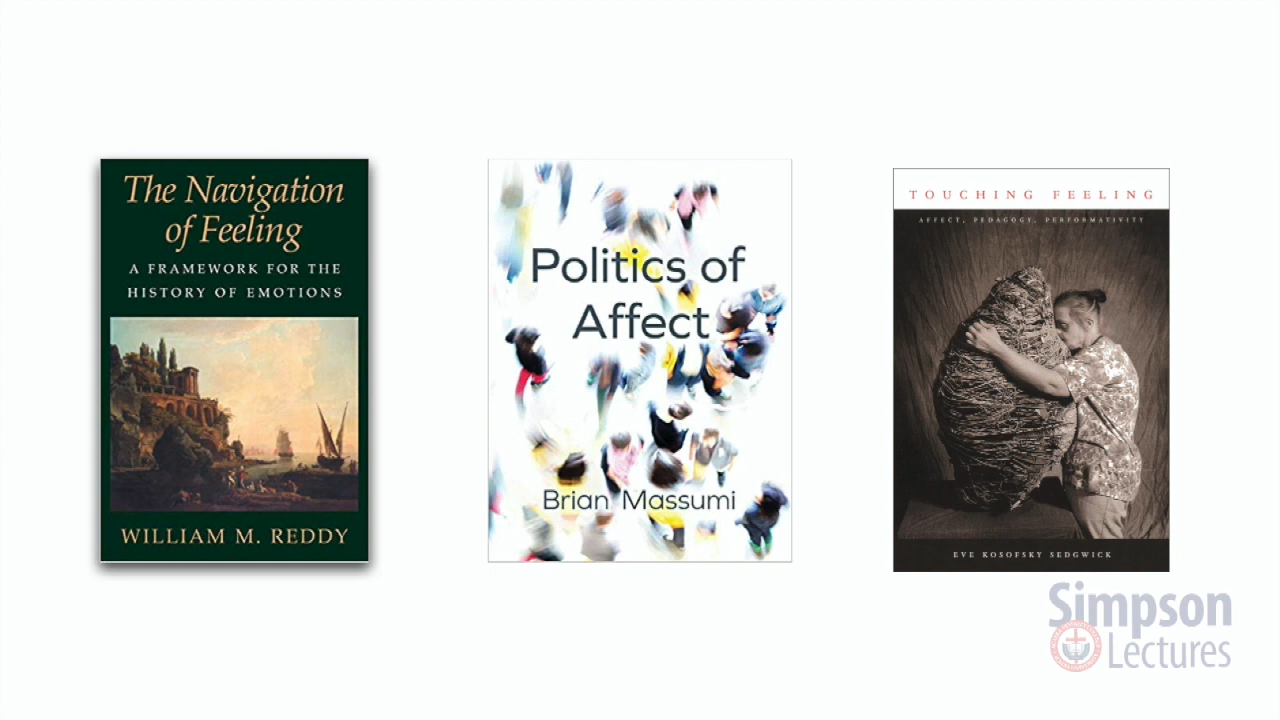 The Navigation
of Feeling
A FRAMEWORK FOR THE
HISTORY OF EMOTIONS
WILLIAM M. REDDY
Politics of
Affect
Brian Massumi
TOUCHING FEELING
AFFECT, PEDAGOGY, PERFORMATIVITY
EVE KOSOFSKY SEDGWICK
Simpson
Lectures